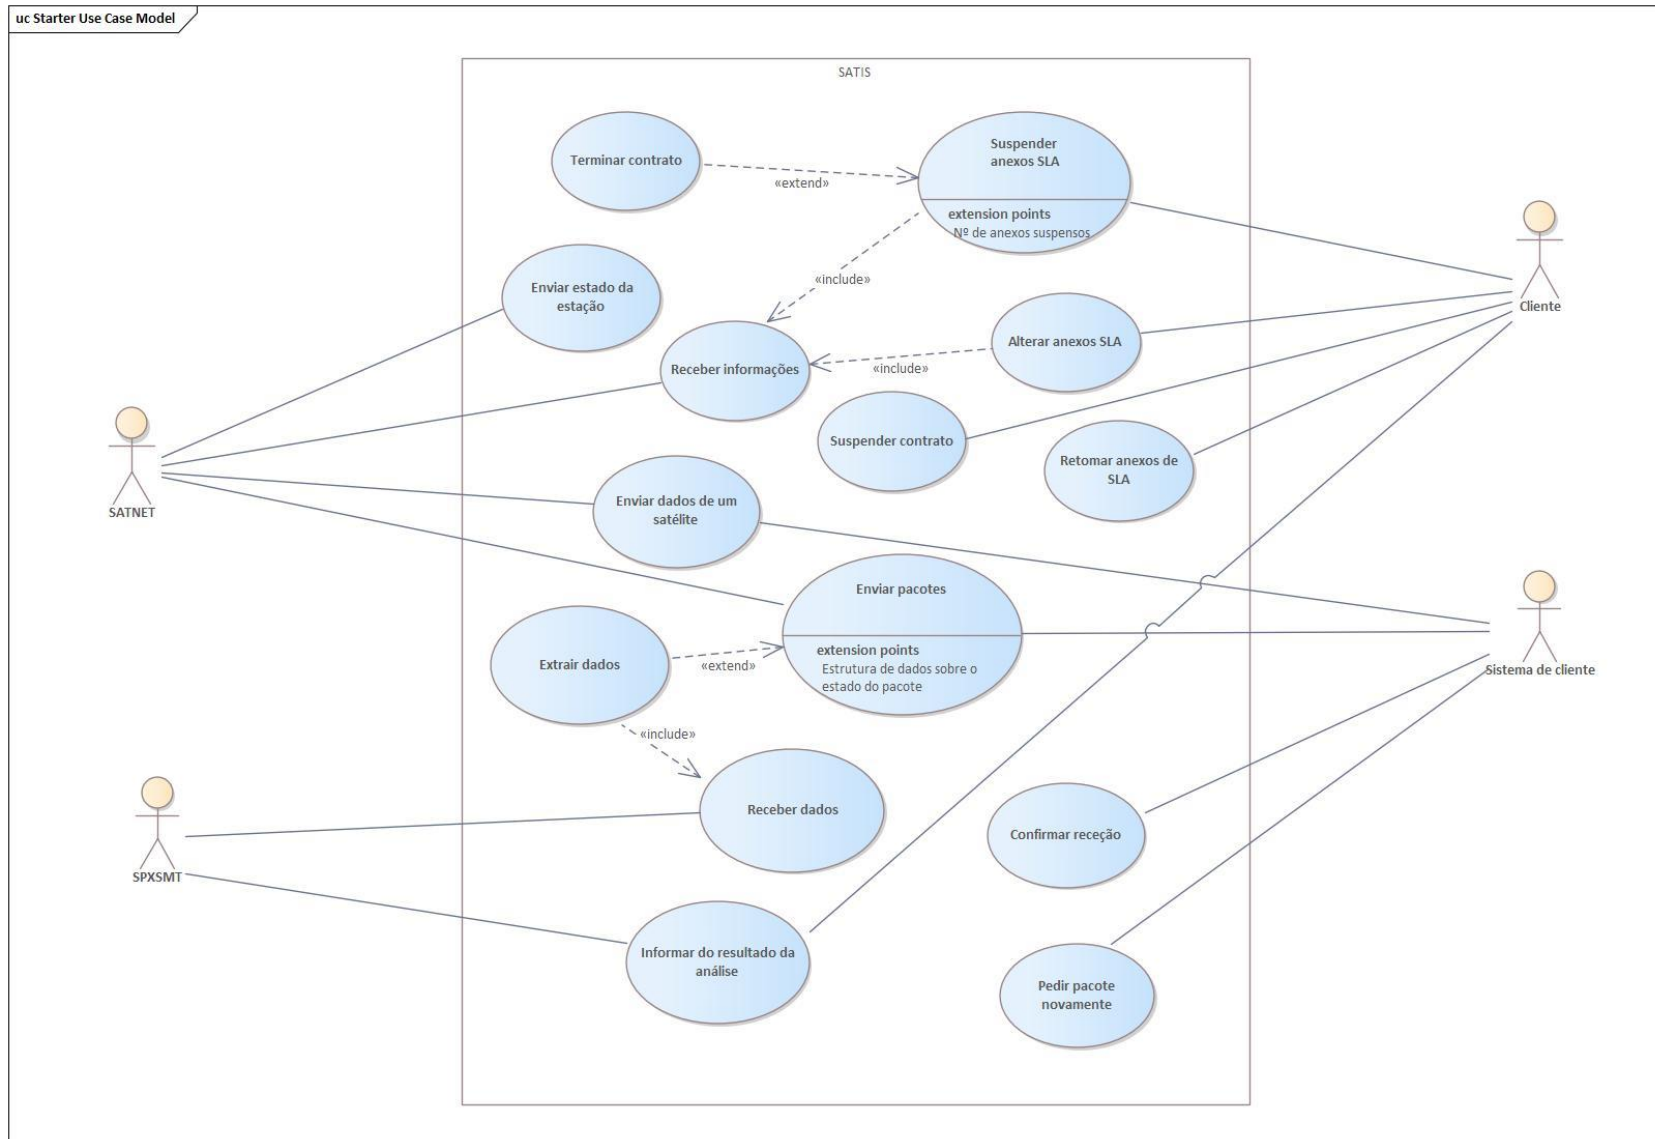 uc Starter Use Case Model
SATIS
Terminar contrato
«extend»
Suspender
anexos SLA
extension points
Nº de anexos suspensos
«include»
Enviar estado da
estação
Cliente
Receber informações
«include»
Alterar anexos SLA
Suspender contrato
Retomar anexos de
SLA
SATNET
Enviar dados de um
satélite
Enviar pacotes
extension points
Estrutura de dados sobre o
estado do pacote
Extrair dados
«extend»
Sistema de cliente
«include»
Receber dados
Confirmar receção
SPXSMT
Informar do resultado da
análise
Pedir pacote
novamente